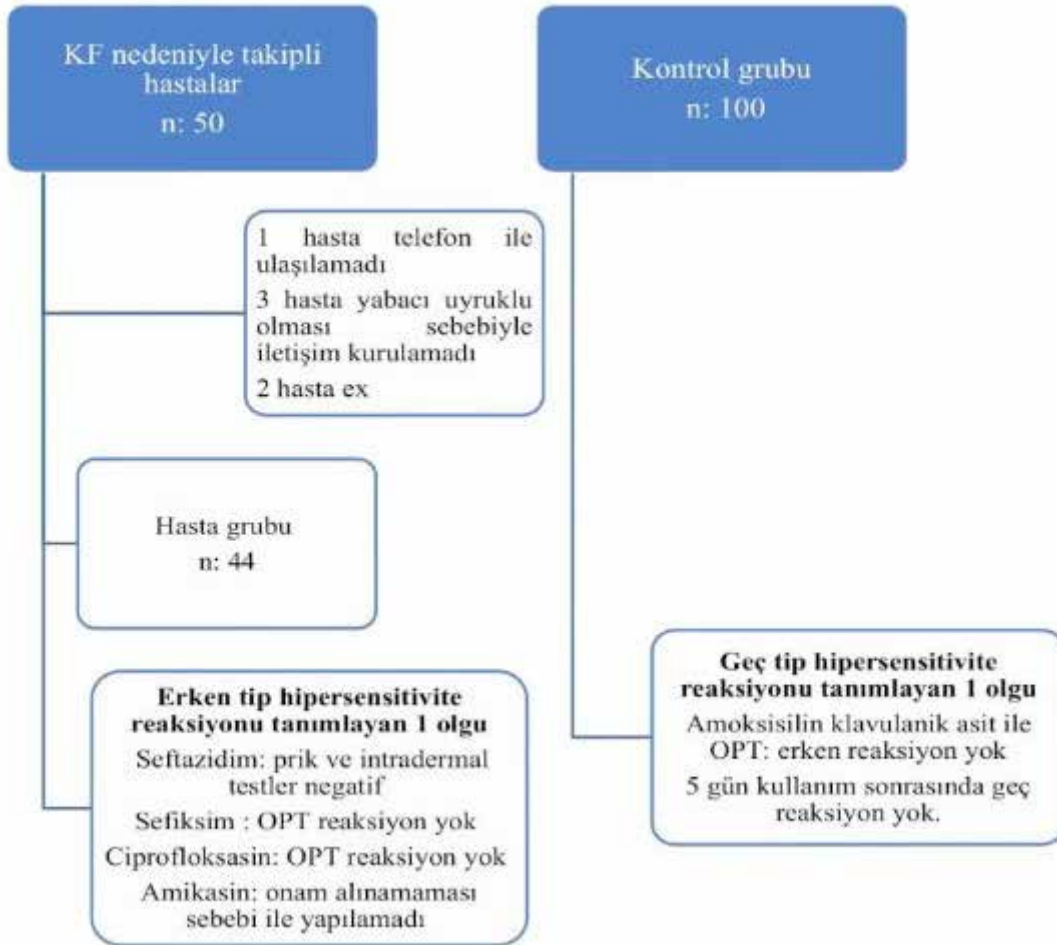 KF nedeniyle takipli
hastalar
n: 50
Kontrol grubu
n: 100
1 hasta telefon ile
ulaşılamadı
3 hasta yabacı uyruklu
olması sebebiyle
iletişim kurulamadı
2 hasta ex
Hasta grubu
n: 44
Erken tip hipersensitivite
reaksiyonu tanımlayan 1 olgu
Seftazidim: prik ve intradermal
testler negatif
Sefiksim : OPT reaksiyon yok
Ciprofloksasin: OPT reaksiyon yok
Amikasin: onam alınamaması
sebebi ile yapılamadı
Geç tip hipersensitivite
reaksiyonu tanımlayan 1 olgu
Amoksisilin klavulanik asit ile
OPT: erken reaksiyon yok
5 gün kullanım sonrasında geç
reaksiyon yok.